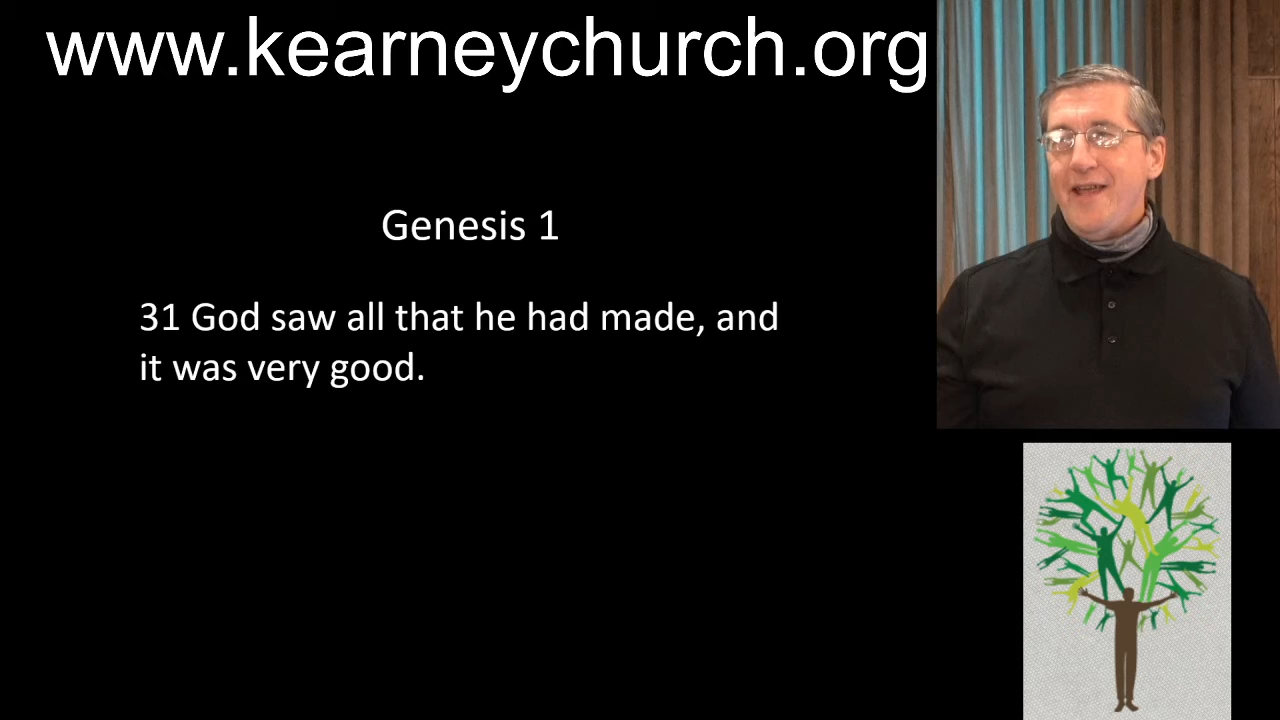 www.kearneychurch.org
Genesis 1
31 God saw all that he had made, and
it was very good.